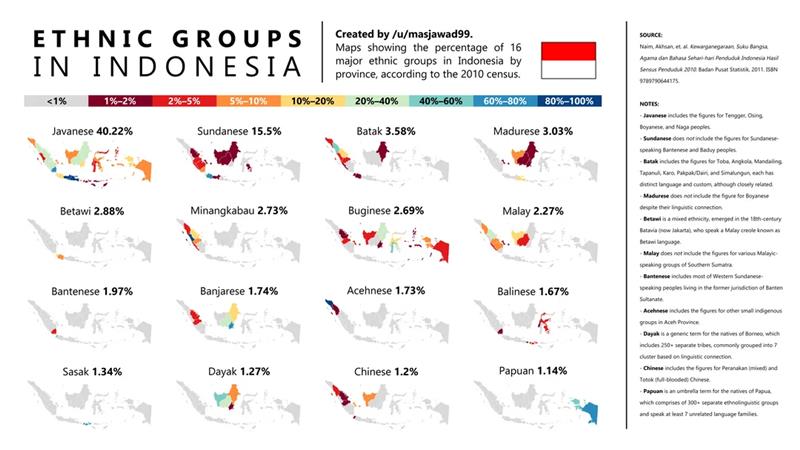 ETHNIC GROUPS
IN INDONESIA
Created by /u/masjawad99.
Maps showing the percentage of 16
major ethnic groups in Indonesia by
province, according to the 2010 census.
<1% 1%–2% 2%–5% 5%–10% 10%–20% 20%–40% 40%–60% 60%–80% 80%–100%
Javanese 40.22% Sundanese 15.5% Batak 3.58% Madurese 3.03%
Betawi 2.88% Minangkabau 2.73% Buginese 2.69% Malay 2.27%
Bantenese 1.97% Banjarese 1.74% Acehnese 1.73% Balinese 1.67%
Sasak 1.34% Dayak 1.27% Chinese 1.2% Papuan 1.14%
SOURCE:
Naim, Akhsan, et. al. Kewarganegaraan, Suku Bangsa,
Agama dan Bahasa Sehari-hari Penduduk Indonesia Hasil
Sensus Penduduk 2010. Badan Pusat Statistik, 2011. ISBN
9789790644175.
NOTES:
- Javanese includes the figures for Tengger, Osing,
Boyanese, and Naga peoples.
- Sundanese does not include the figures for Sundanese-
speaking Bantenese and Baduy peoples.
- Batak includes the figures for Toba, Angkola, Mandailing,
Tapanuli, Karo, Pakpak/Dairi, and Simalungun, each has
distinct language and custom, although closely related.
- Madurese does not include the figure for Boyanese
despite their linguistic connection.
- Betawi is a mixed ethnicity, emerged in the 18th-century
Batavia (now Jakarta), who speak a Malay creole known as
Betawi language.
- Malay does not include the figures for various Malayic-
speaking groups of Southern Sumatra.
- Bantenese includes most of Western Sundanese-
speaking peoples living in the former jurisdiction of Banten
Sultanate.
- Acehnese includes the figures for other small indigenous
groups in Aceh Province.
- Dayak is a generic term for the natives of Borneo, which
includes 250+ separate tribes, commonly grouped into 7
cluster based on linguistic connection.
- Chinese includes the figures for Peranakan (mixed) and
Totok (full-blooded) Chinese.
- Papuan is an umbrella term for the natives of Papua,
which comprises of 300+ separate ethnolinguistic groups
and speak at least 7 unrelated language families.